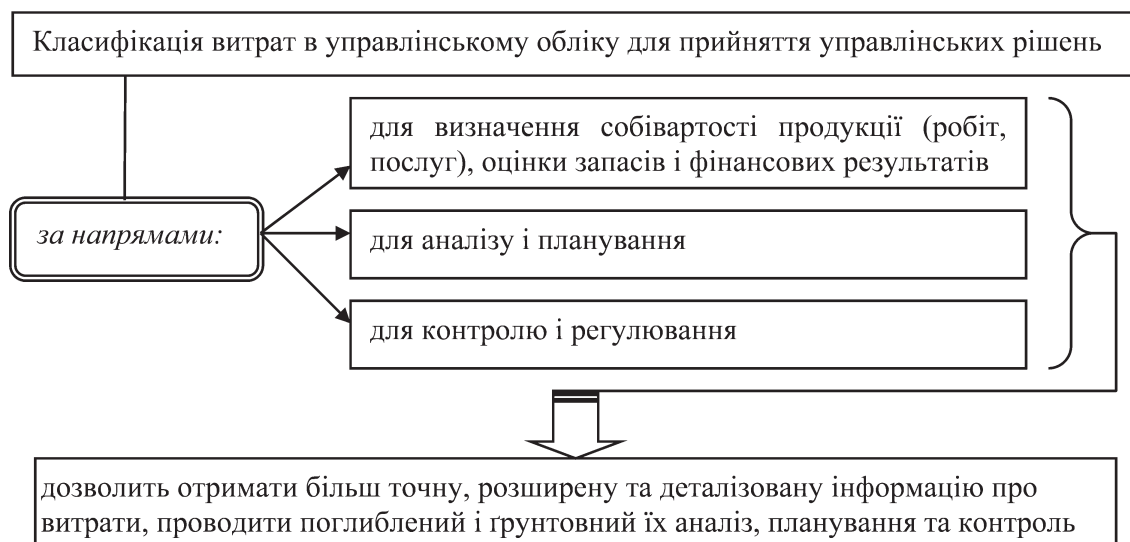 Класифікація витрат в управлінському обліку для прийняття управлінських рішень
для визначення собівартості продукції (робіт,
послуг), оцінки запасів і фінансових результатів
за напрямами:
для аналізу і планування
для контролю і регулювання
дозволить отримати більш точну, розширену та деталізовану інформацію про
витрати, проводити поглиблений і ґрунтовний їх аналіз, планування та контроль